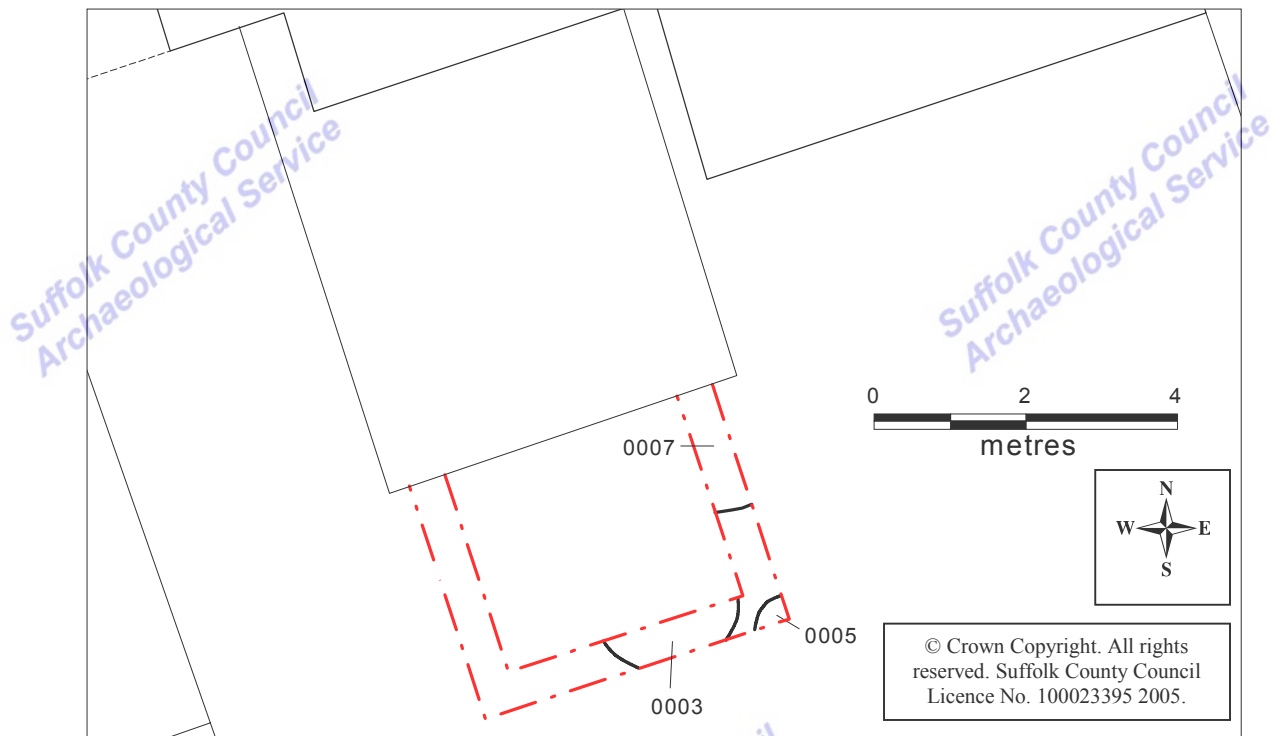 Suffolk County Council
Archaeological Service
Suffolk County Council
Archaeological Service
0 2 4
metres
0007
N
W E
S
0005
0003
© Crown Copyright. All rights
reserved. Suffolk County Council
Licence No. 100023395 2005.